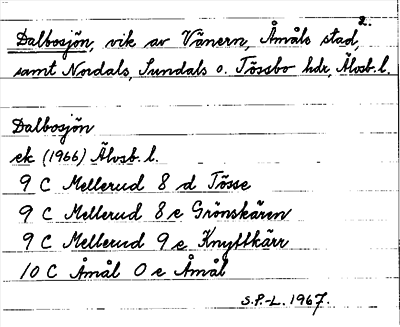 2.
Dalbosjön, vik av Vänern, Åmåls stad,
samt Nordals, Sundals o. Tössbo hdr, Älvsb. l.
Dalbosjön
ek (1966) Älvsb. l.
9 C Mellerud 8 d Tösse
9 C Mellerud 8 e Grönskären
9 C Mellerud 9 e Knyttkärr
10 C Åmål 0 e Åmål
S.P.-L. 1967.